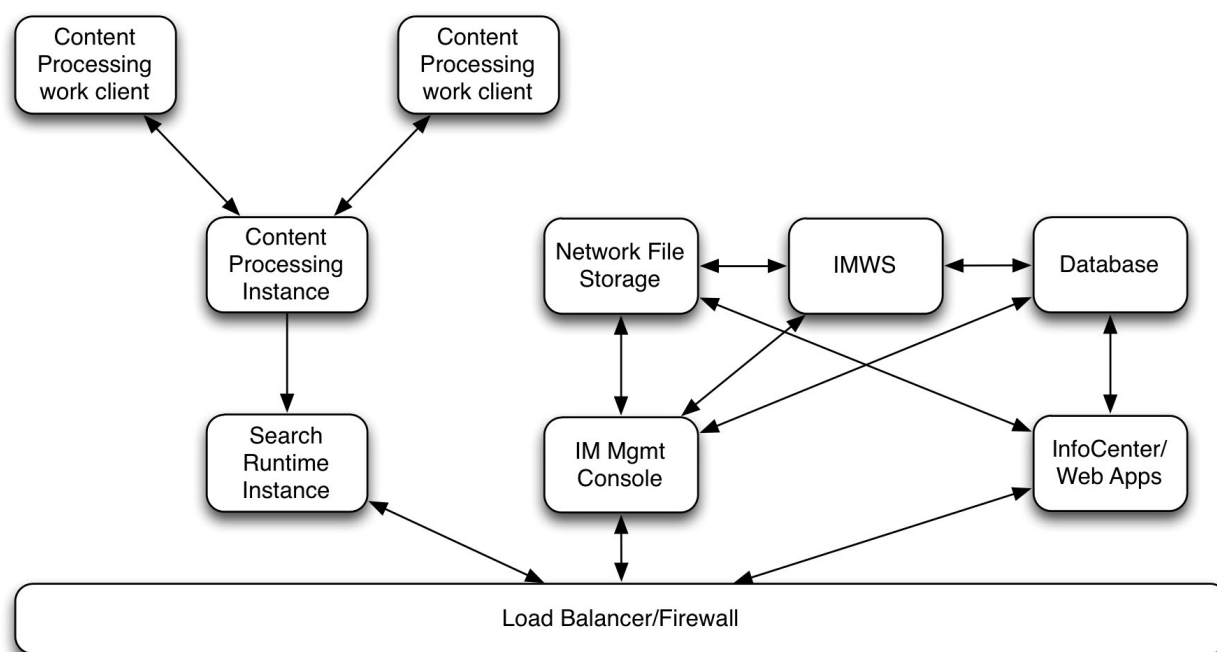 Content
Processing
work client
Content
Processing
work client
Content
Processing
Instance
Network File
Storage
IMWS
Database
Search
Runtime
Instance
IM Mgmt
Console
InfoCenter/
Web Apps
Load Balancer/Firewall